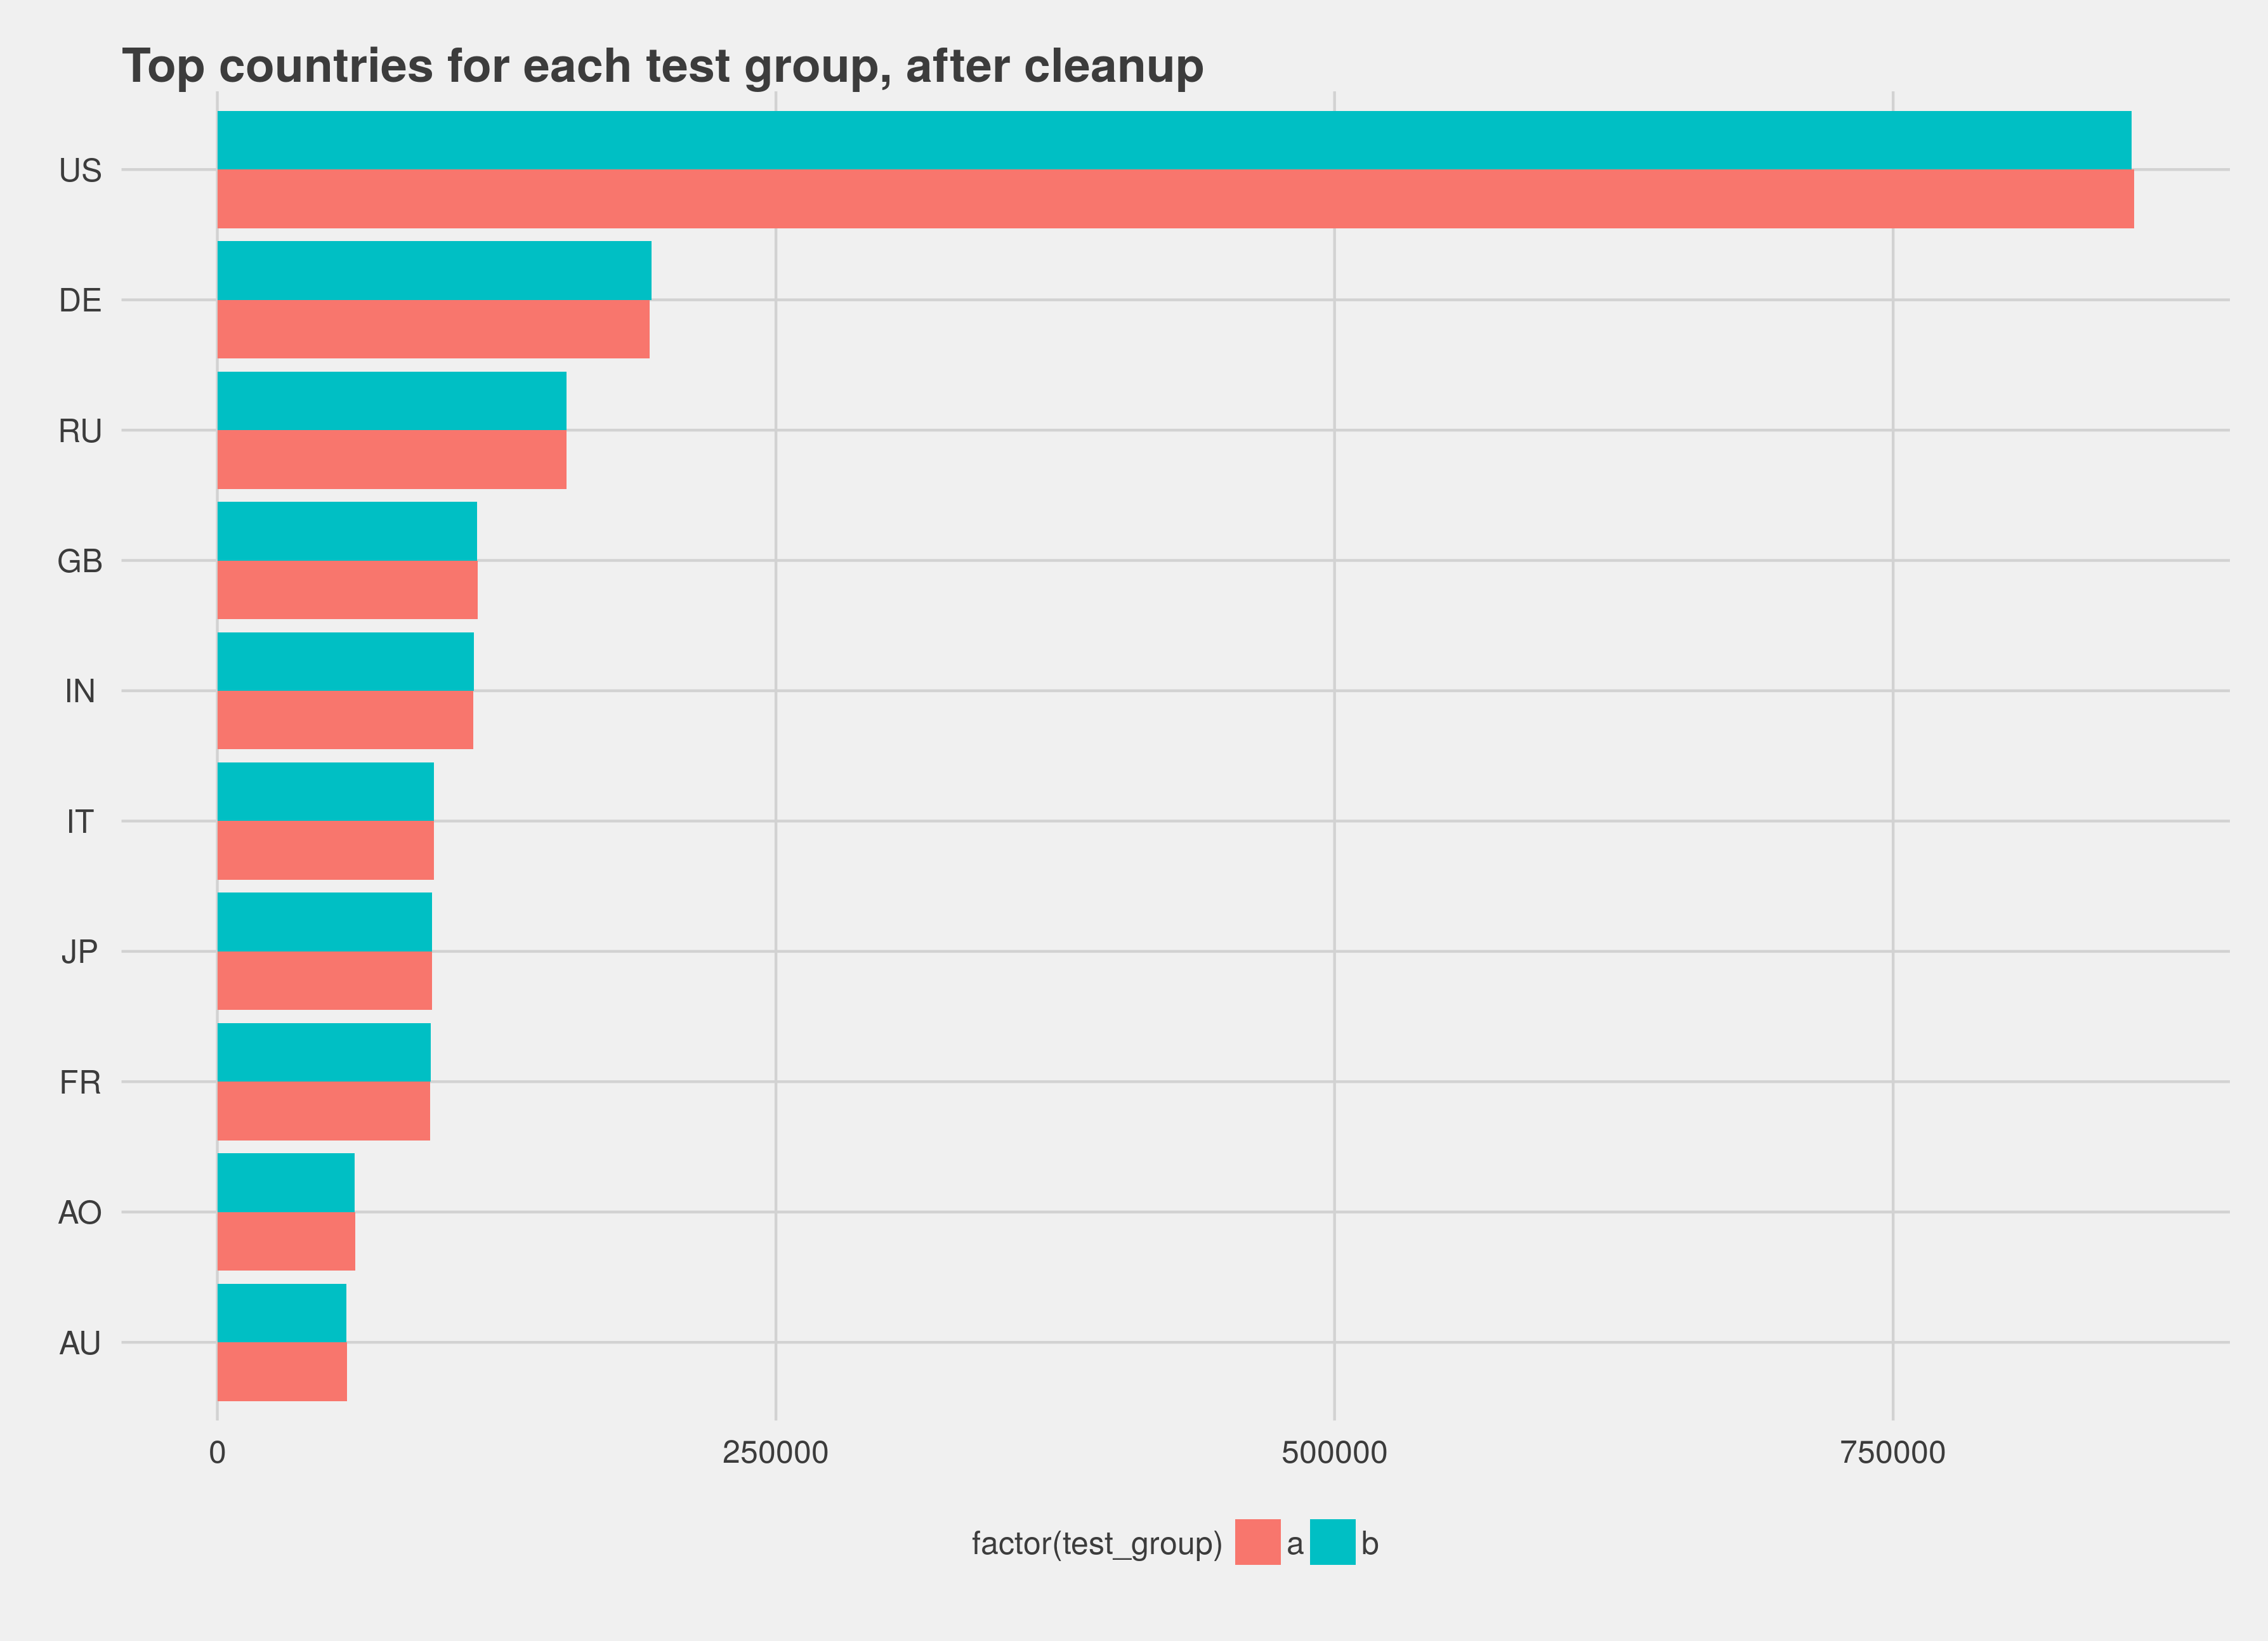 Top countries for each test group, after cleanup
US
DE
RU
GB
IN
IT
JP
FR
AO
AU
0 250000 500000 750000
factor(test_group) a b